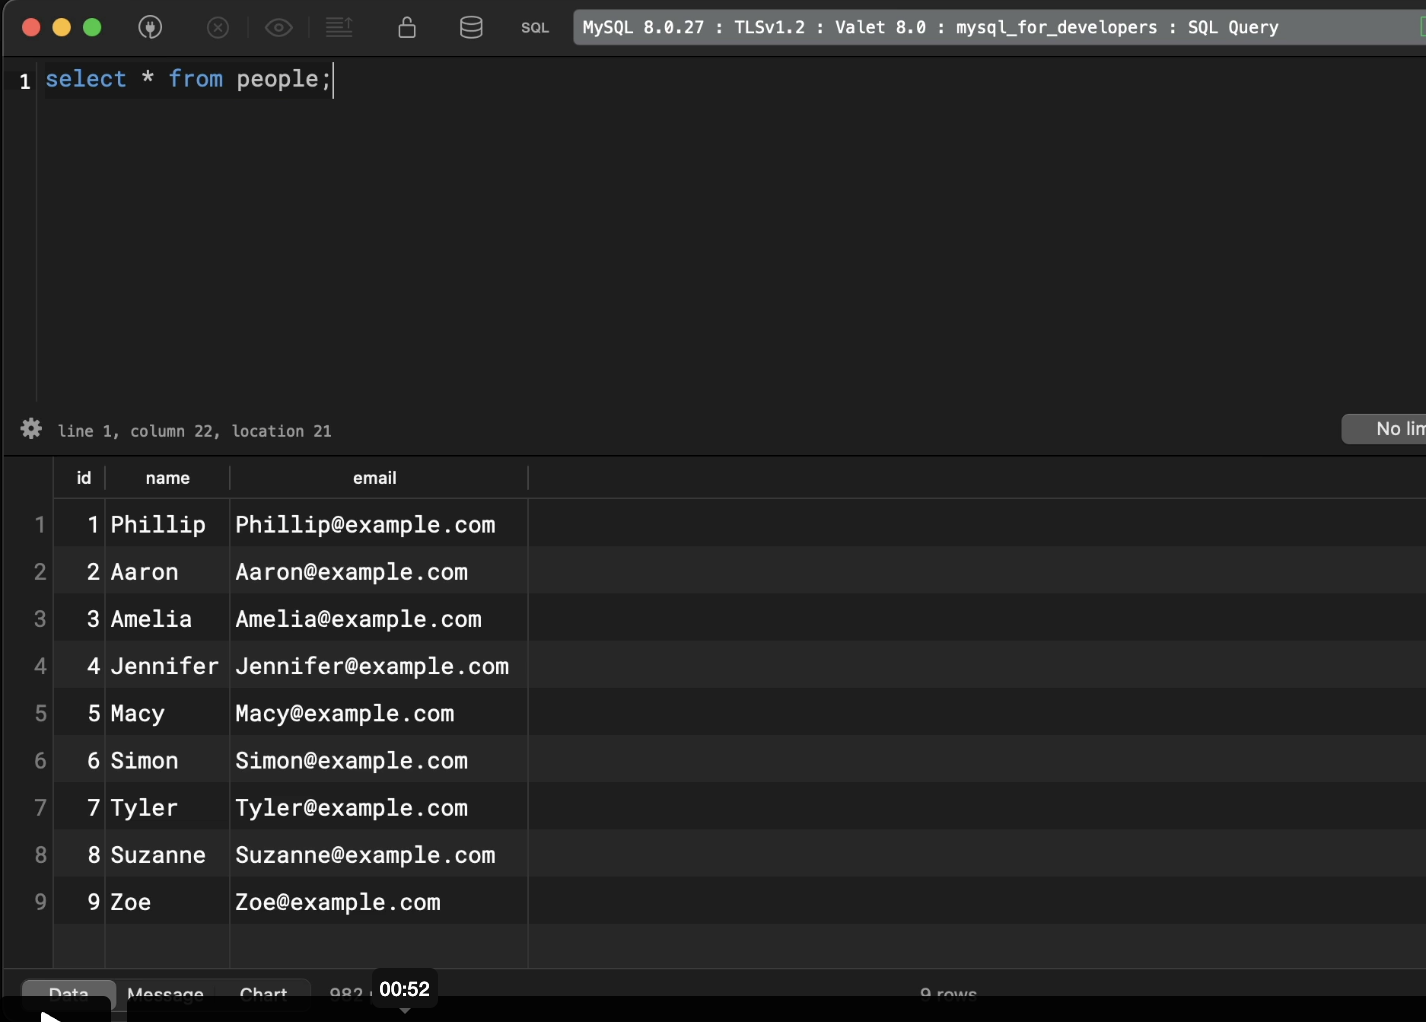 SQL MySQL 8.0.27 : TLSv1.2 : Valet 8.0 : mysql_for_developers : SQL Query
1 select * from people;
line 1, column 22, location 21 No lim
id name email
1 1 Phillip Phillip@example.com
2 2 Aaron Aaron@example.com
3 3 Amelia Amelia@example.com
4 4 Jennifer Jennifer@example.com
5 5 Macy Macy@example.com
6 6 Simon Simon@example.com
7 7 Tyler Tyler@example.com
8 8 Suzanne Suzanne@example.com
9 9 Zoe Zoe@example.com
Data Message Chart 982 00:52 9 rows